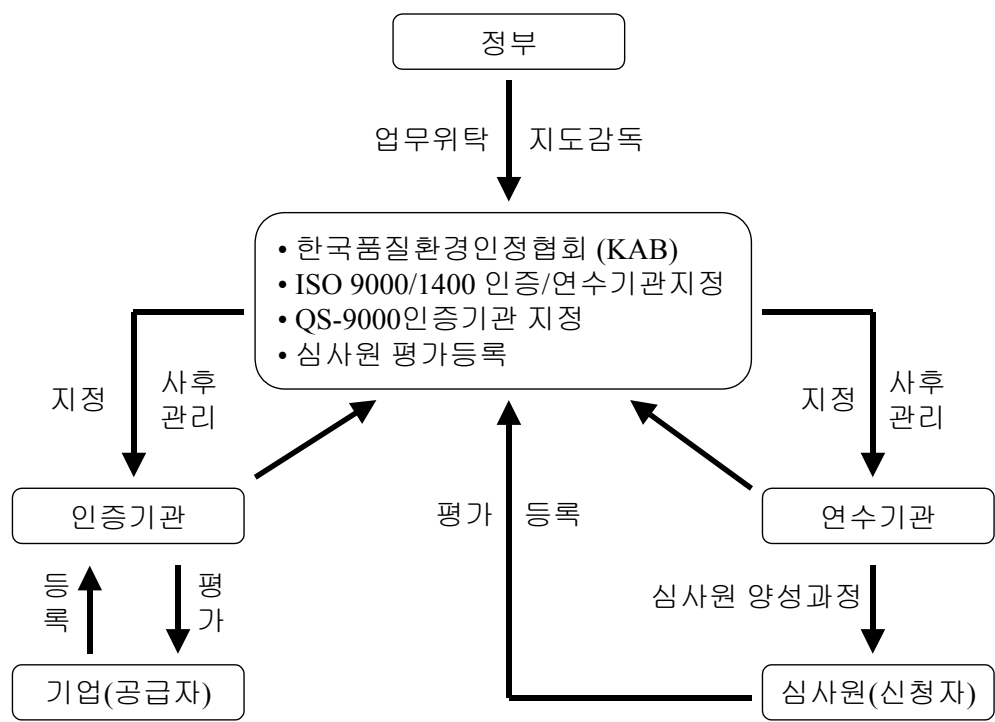 정부
업무위탁 지도감독
• 한국품질환경인정협회 (KAB)
• ISO 9000/1400 인증/연수기관지정
• QS-9000인증기관 지정
• 심사원 평가등록
지정
사후
관리
지정
사후
관리
인증기관
평가 등록
연수기관
등
록
평
가
심사원 양성과정
기업(공급자)
심사원(신청자)